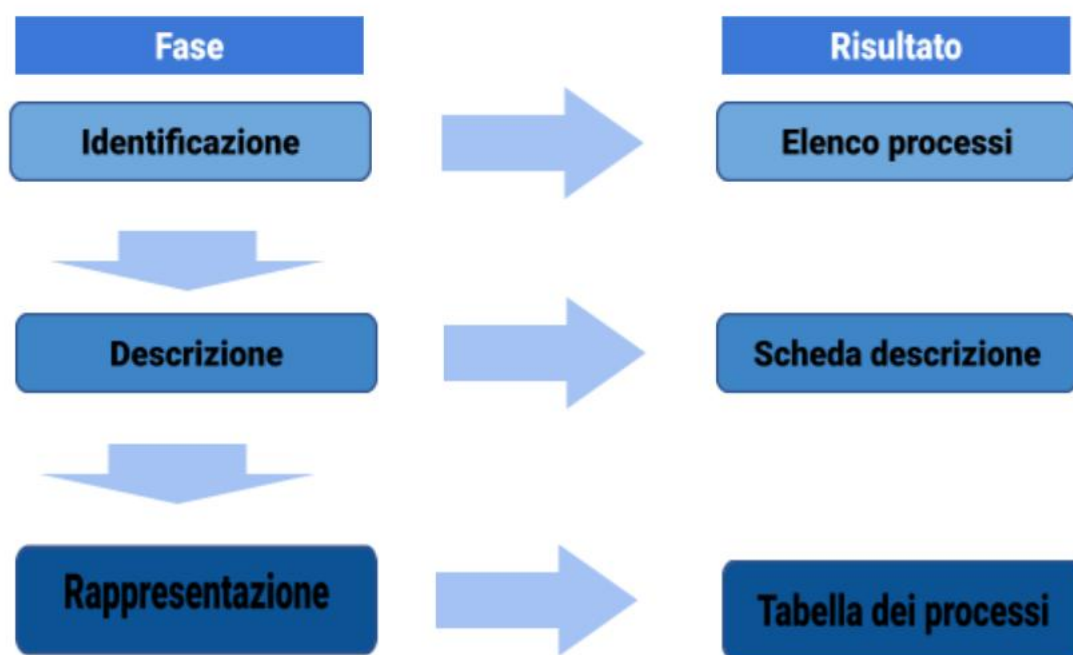 Fase
Risultato
Identificazione
Elenco processi
Descrizione
Scheda descrizione
Rappresentazione
Tabella dei processi